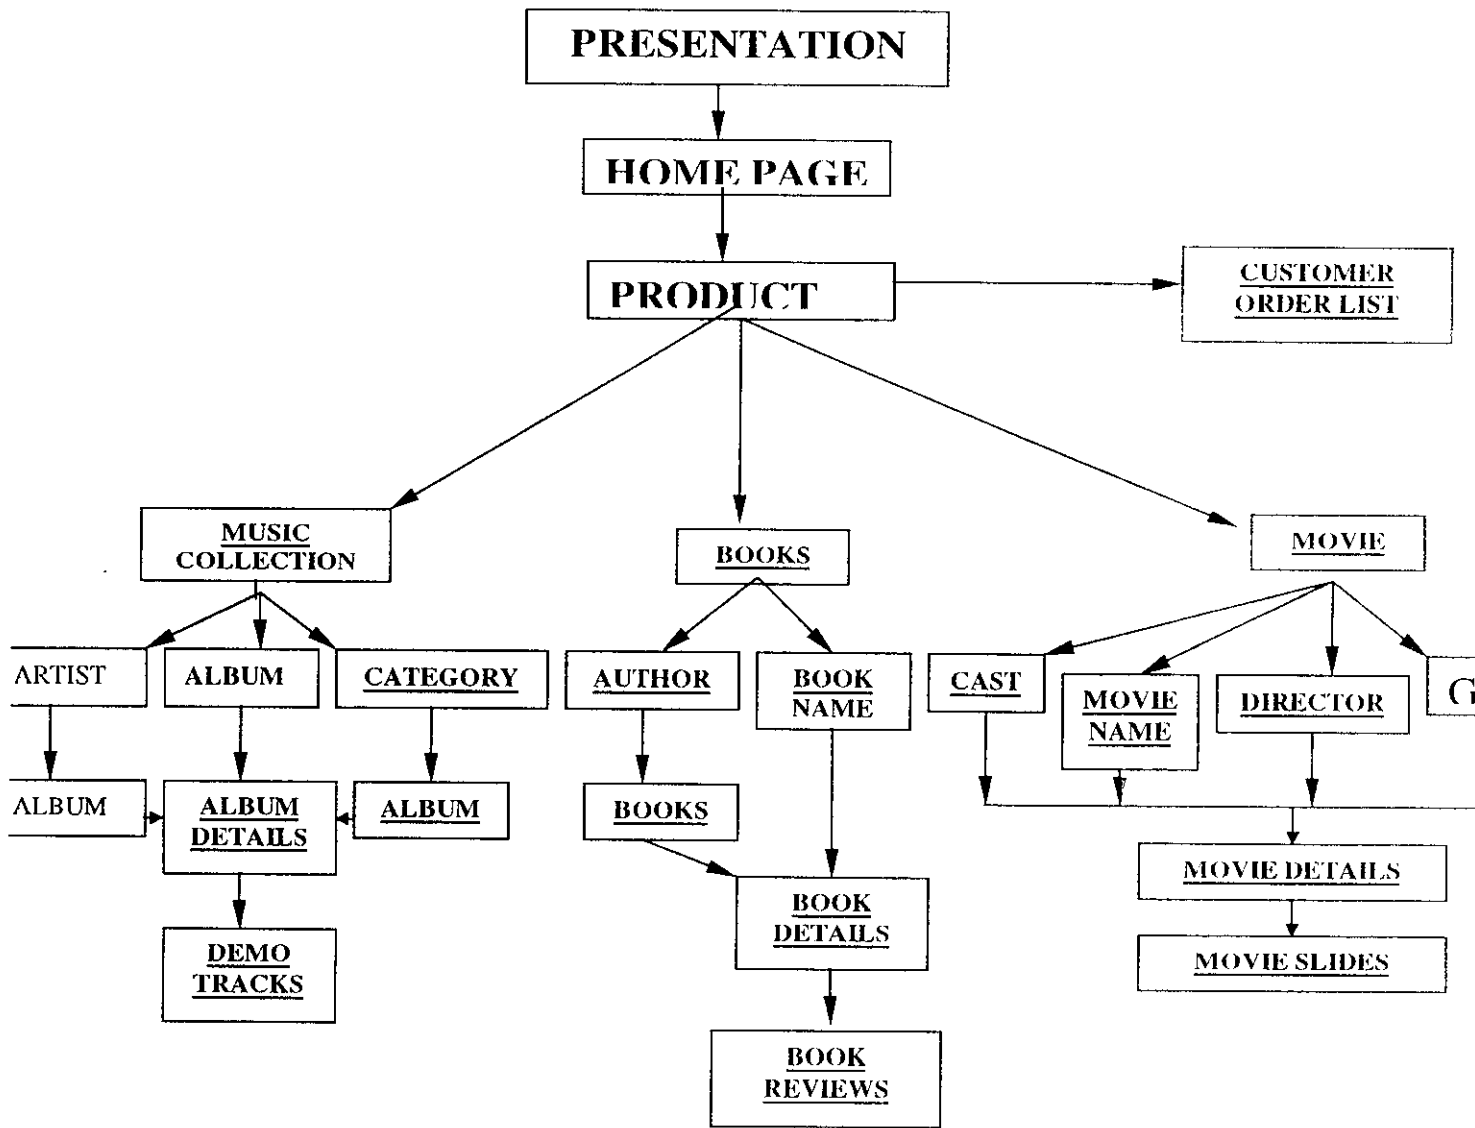 PRESENTATION
HOME PAGE
PRODUCT
CUSTOMER
ORDER LIST
MUSIC
COLLECTION
BOOKS
MOVIE
ARTIST
ALBUM
CATEGORY
AUTHOR
BOOK
NAME
CAST
MOVIE
NAME
DIRECTOR
G
ALBUM
ALBUM
DETAILS
ALBUM
BOOKS
MOVIE DETAILS
BOOK
DETAILS
DEMO
TRACKS
MOVIE SLIDES
BOOK
REVIEWS